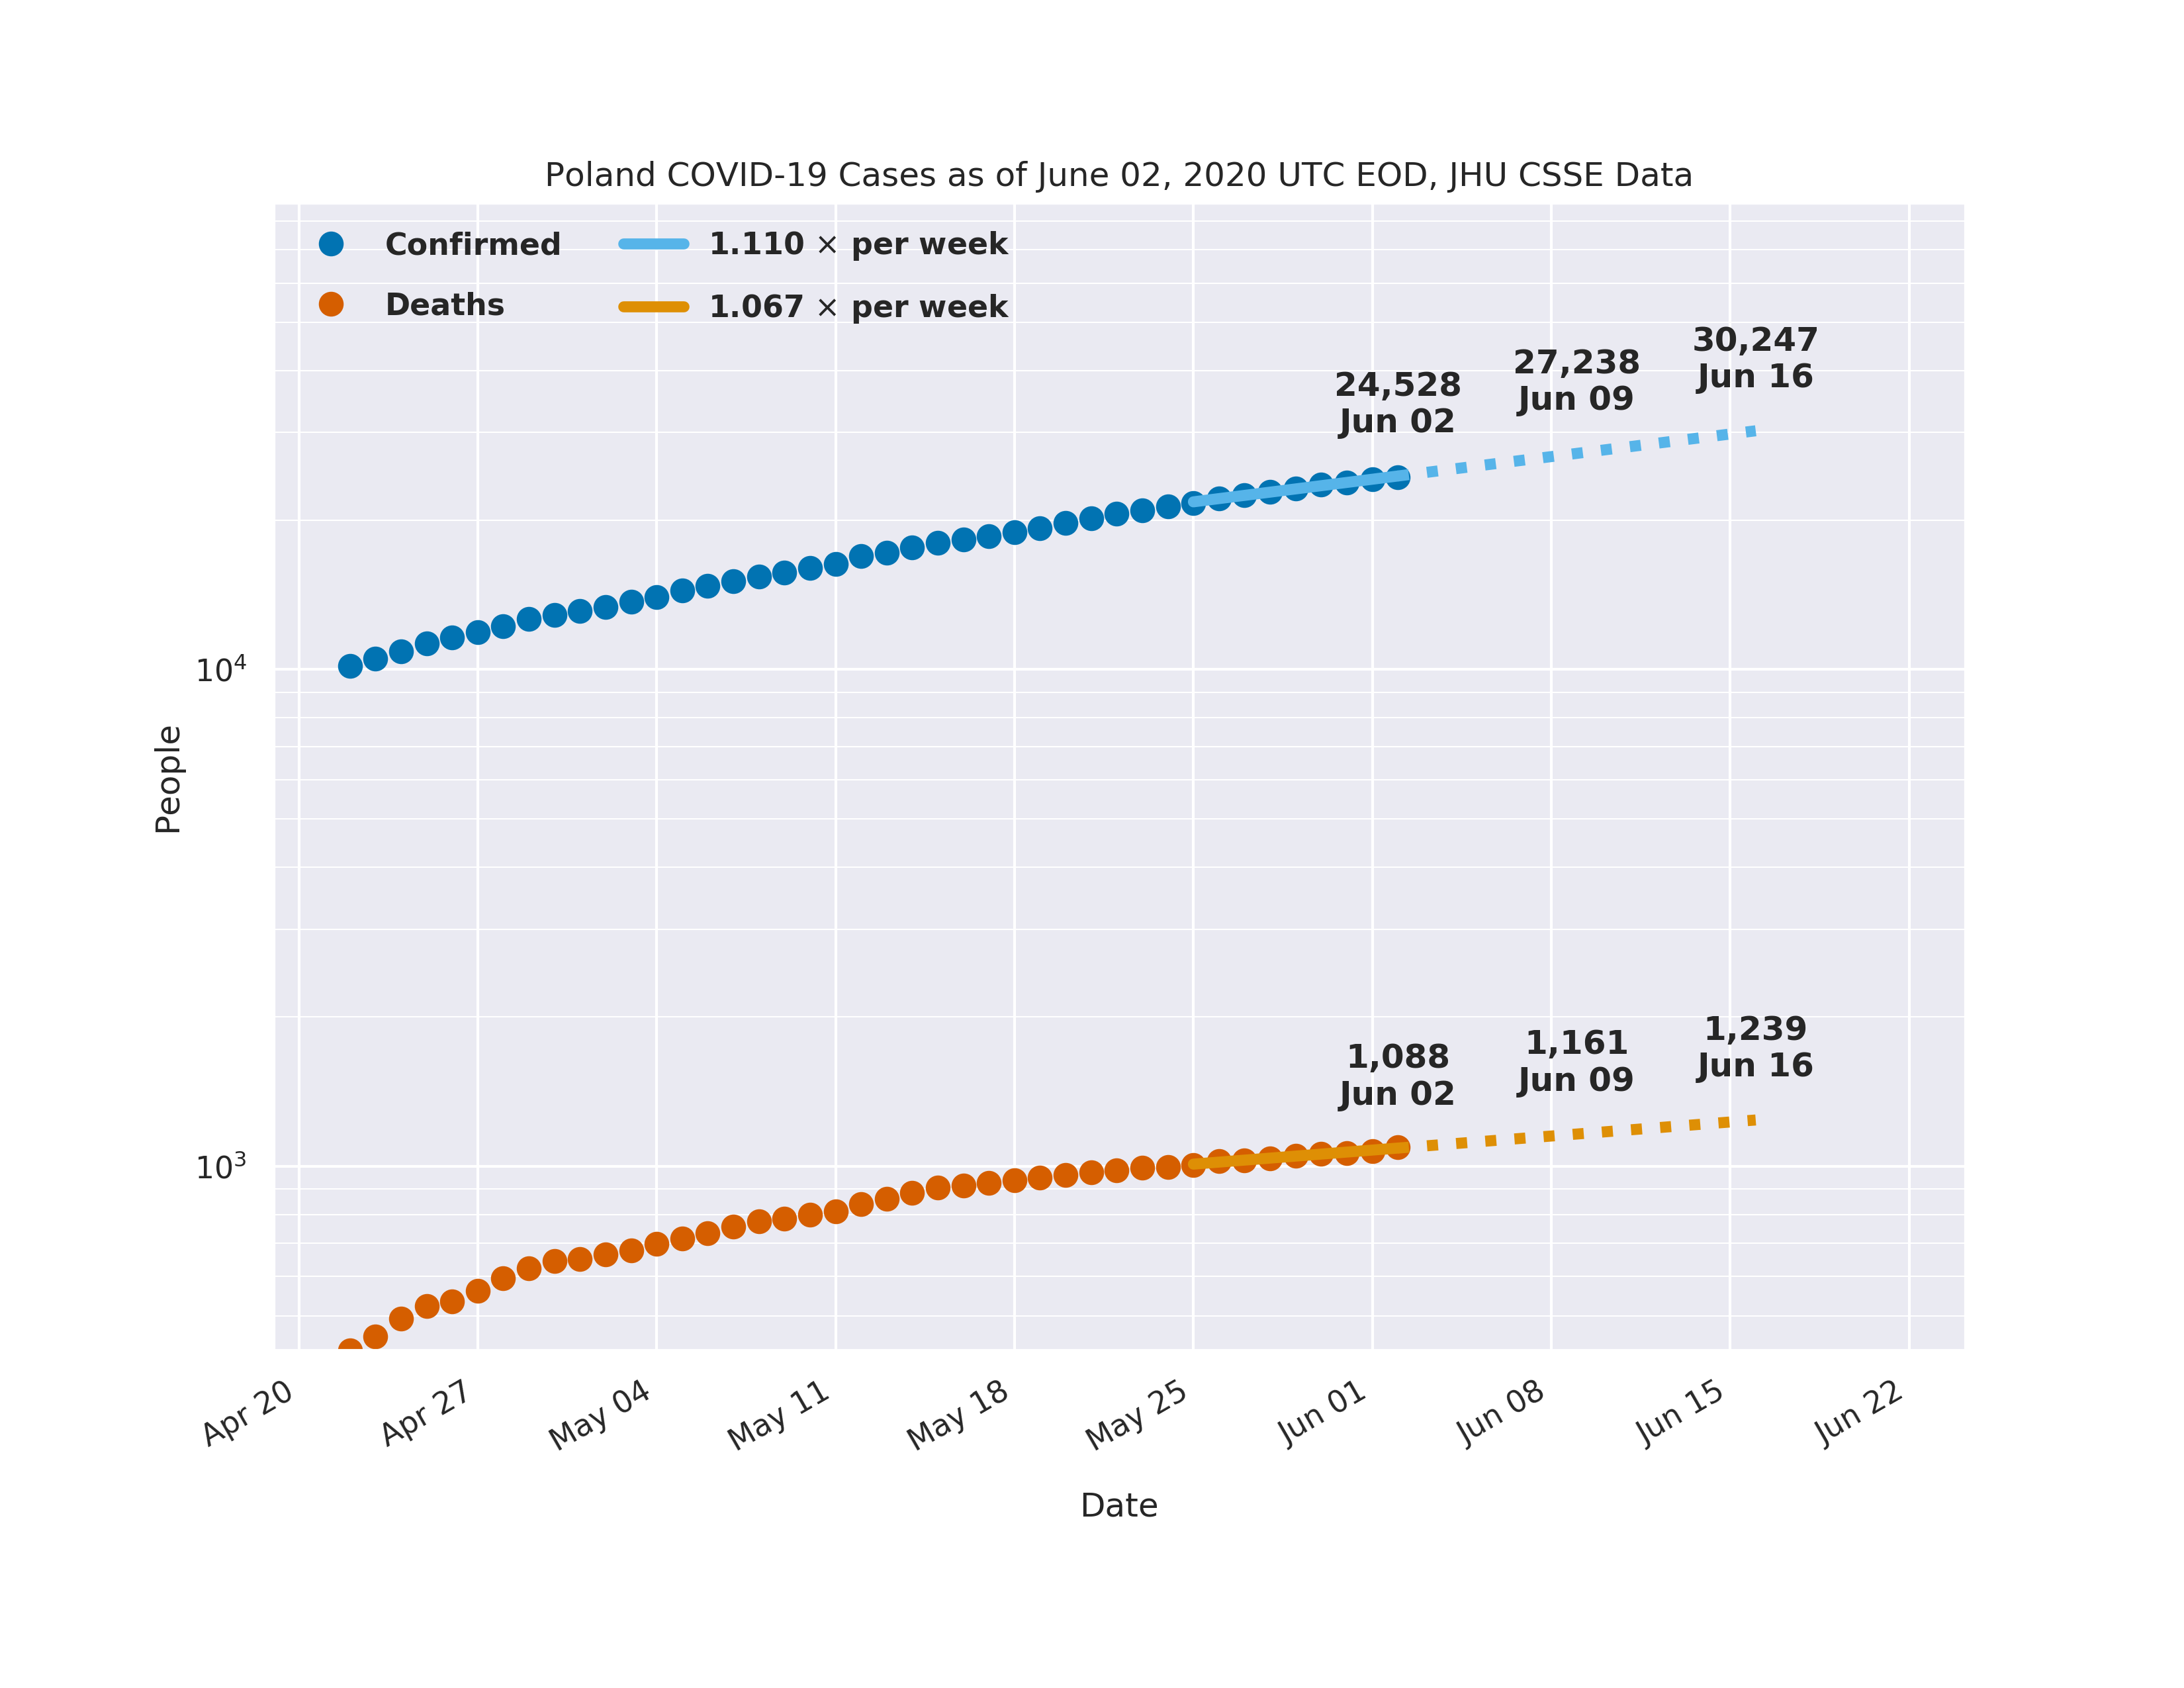 Poland COVID-19 Cases as of June 02, 2020 UTC EOD, JHU CSSE Data
Confirmed
Deaths
1.110 × per week
1.067 × per week
24,528
Jun 02
27,238
Jun 09
30,247
Jun 16
10⁴
People
1,088
Jun 02
1,161
Jun 09
1,239
Jun 16
10³
Apr 20
Apr 27
May 04
May 11
May 18
May 25
Jun 01
Jun 08
Jun 15
Jun 22
Date